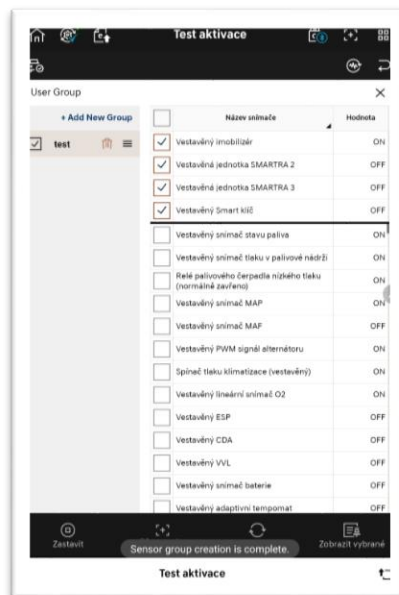 Test aktivace
User Group
+ Add New Group
Název snímače
Hodnota
test
Vestavěný imobilizér ON
Vestavěná jednotka SMARTRA 2 OFF
Vestavěná jednotka SMARTRA 3 OFF
Vestavěný Smart klíč OFF
Vestavěný snímač stavu paliva ON
Vestavěný snímač tlaku v palivové nádrži ON
Relé palivového čerpadla nízkého tlaku
(normálně zavřeno) ON
Vestavěný snímač MAP ON
Vestavěný snímač MAF OFF
Vestavěný PWM signál alternátoru ON
Spínač tlaku klimatizace (vestavěný) ON
Vestavěný lineární snímač O2 ON
Vestavěný ESP OFF
Vestavěný CDA OFF
Vestavěný VVL OFF
Vestavěný snímač baterie OFF
Vestavěný adaptivní tempomat OFF
Zastavit
Sensor group creation is complete.
Zobrazit vybrané
Test aktivace